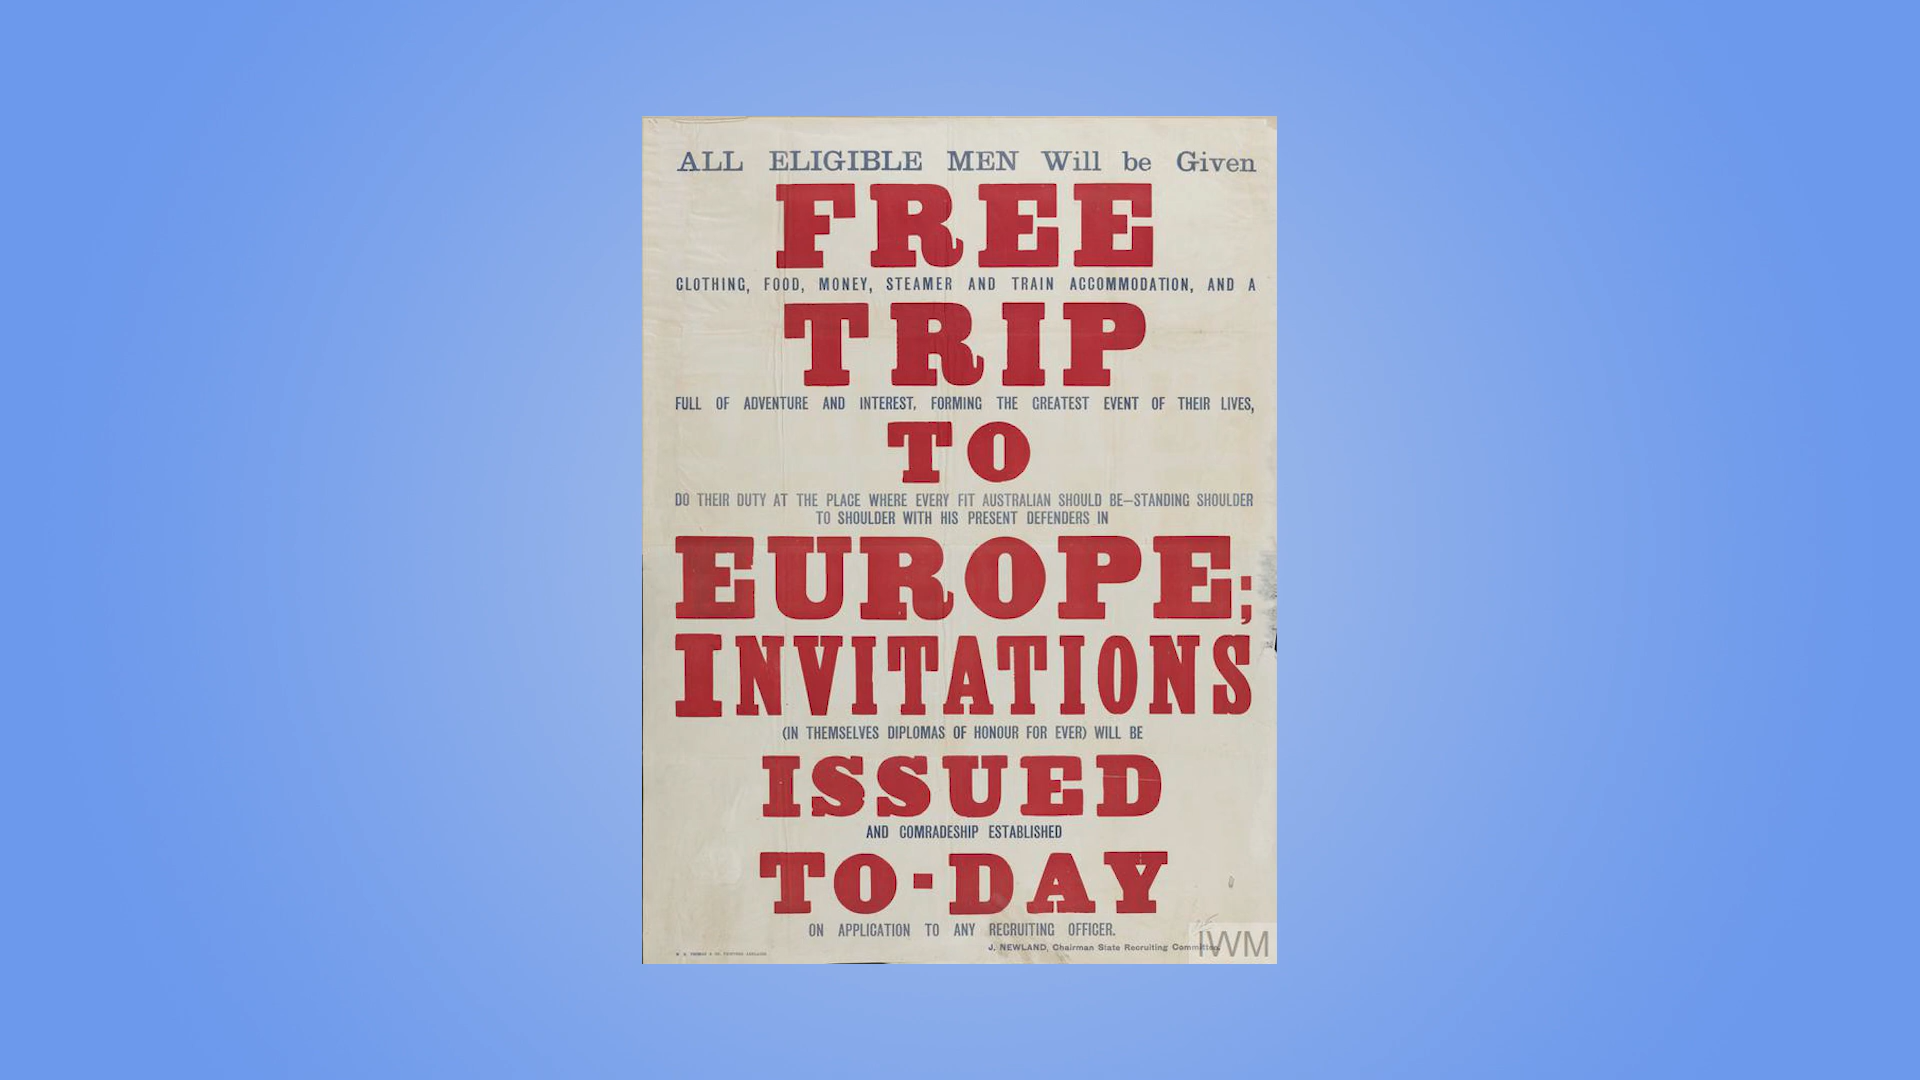 ALL ELIGIBLE MEN Will be Given
FREE
CLOTHING, FOOD, MONEY, STEAMER AND TRAIN ACCOMMODATION, AND A
TRIP
FULL OF ADVENTURE AND INTEREST, FORMING THE GREATEST EVENT OF THEIR LIVES,
TO
DO THEIR DUTY AT THE PLACE WHERE EVERY FIT AUSTRALIAN SHOULD BE—STANDING SHOULDER
TO SHOULDER WITH HIS PRESENT DEFENDERS IN
EUROPE;
INVITATIONS
(IN THEMSELVES DIPLOMAS OF HONOUR FOR EVER) WILL BE
ISSUED
AND COMRADESHIP ESTABLISHED
TO-DAY
ON APPLICATION TO ANY RECRUITING OFFICER.
J. NEWLAND, Chairman State Recruiting Committee.
IWM